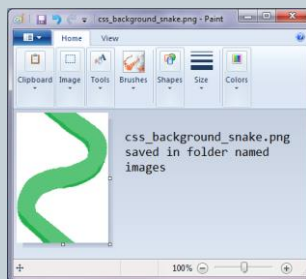 css_background_snake.png - Paint
Home View
Clipboard Image Tools Brushes Shapes Size Colors
css_background_snake.png
saved in folder named
images
100%